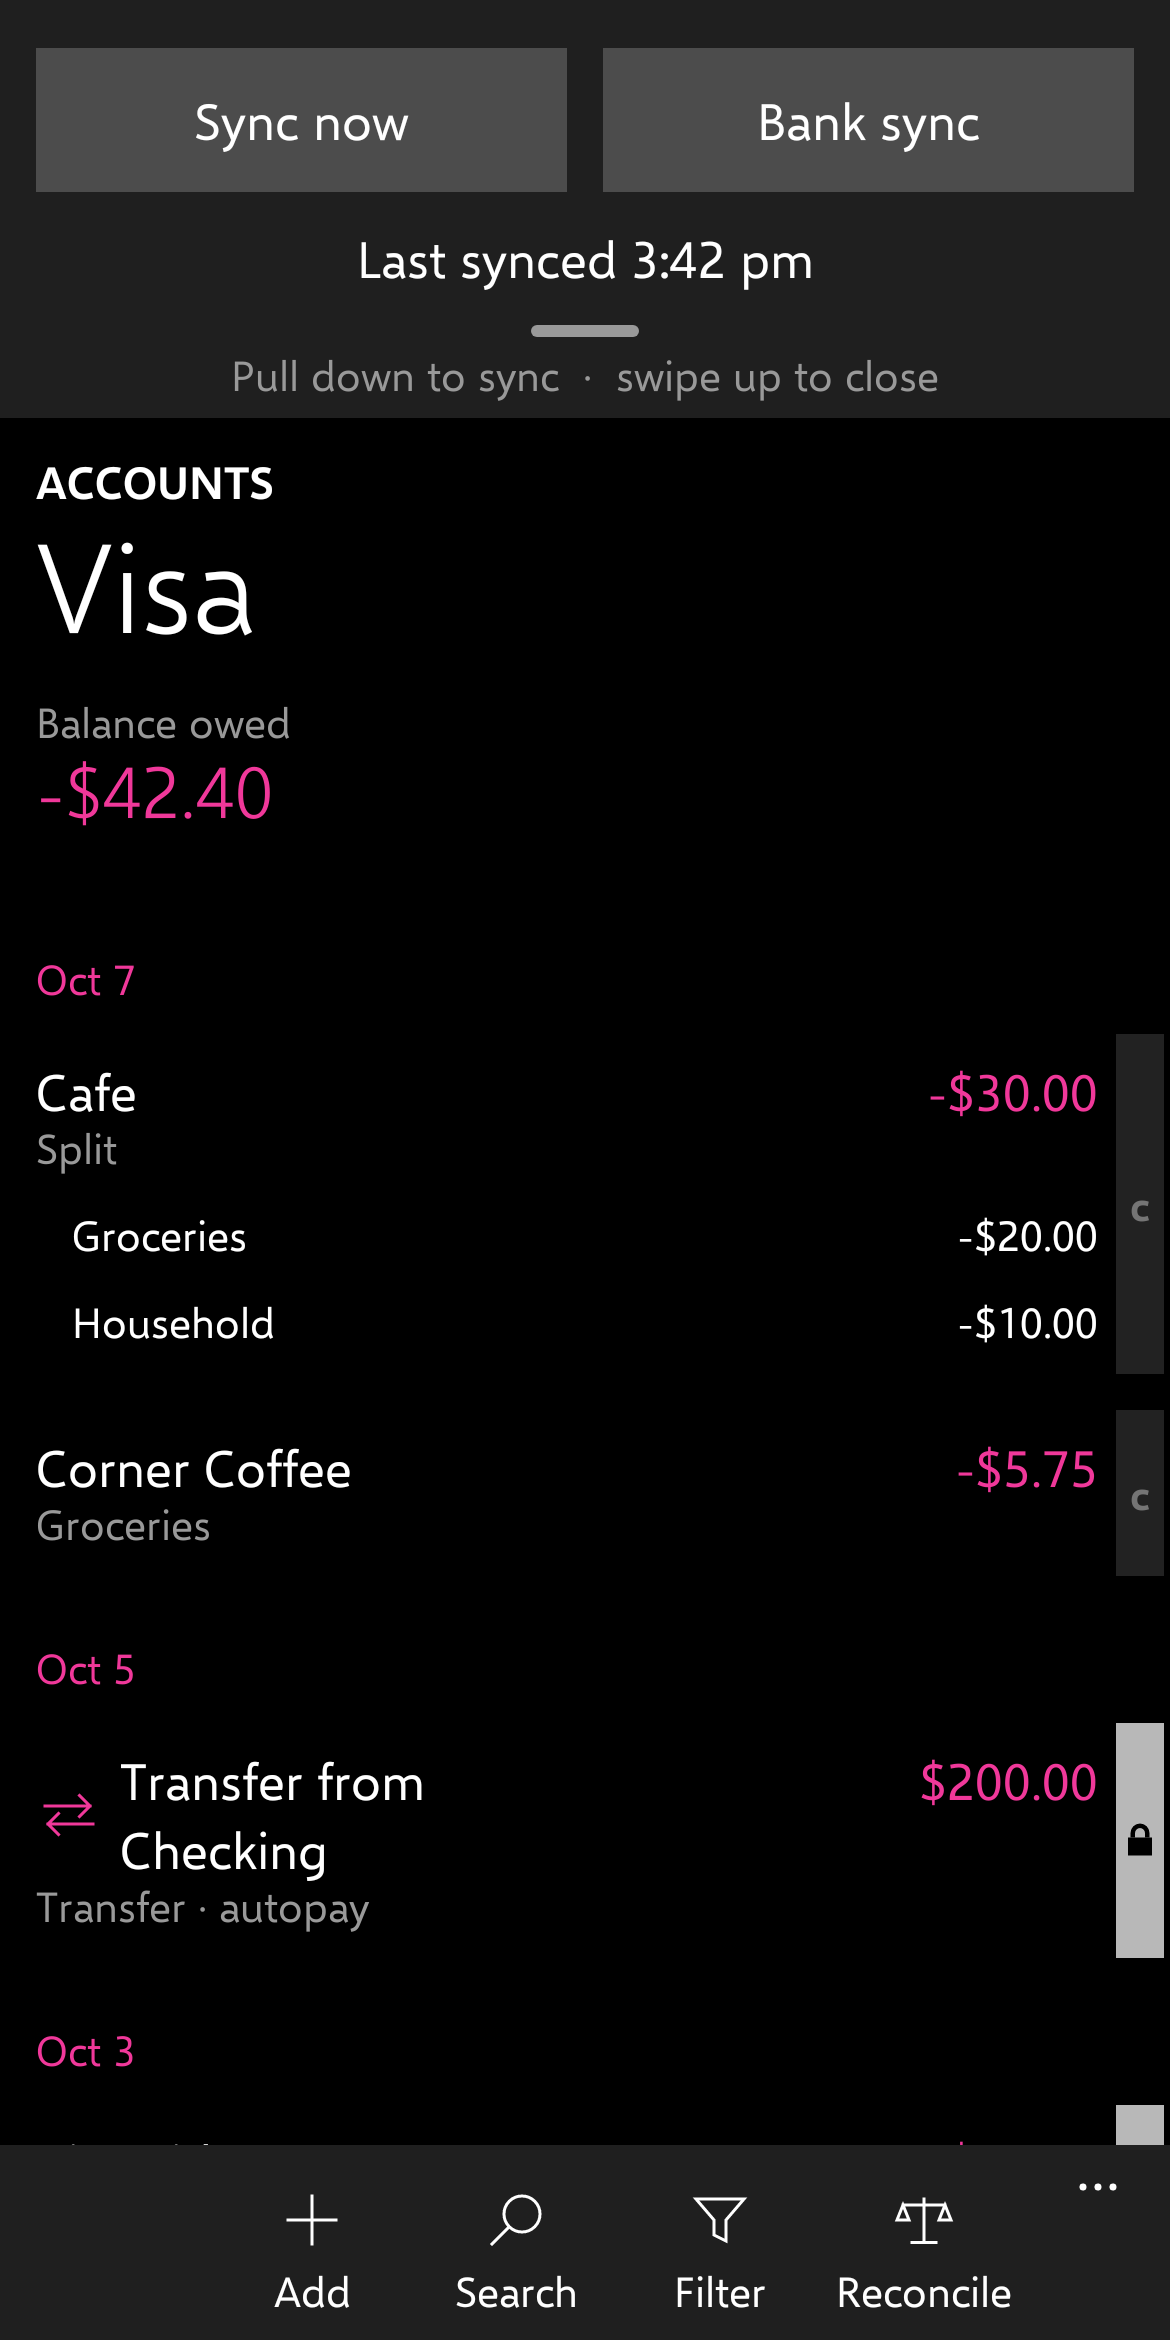 Sync now
Bank sync
Last synced 3:42 pm
Pull down to sync · swipe up to close
ACCOUNTS
Visa
Balance owed
-$42.40
Oct 7
Cafe -$30.00
Split
C
Groceries -$20.00
Household -$10.00
Corner Coffee -$5.75
C
Groceries
Oct 5
Transfer from $200.00
Checking
Transfer · autopay
Oct 3
Add
Search
Filter
Reconcile